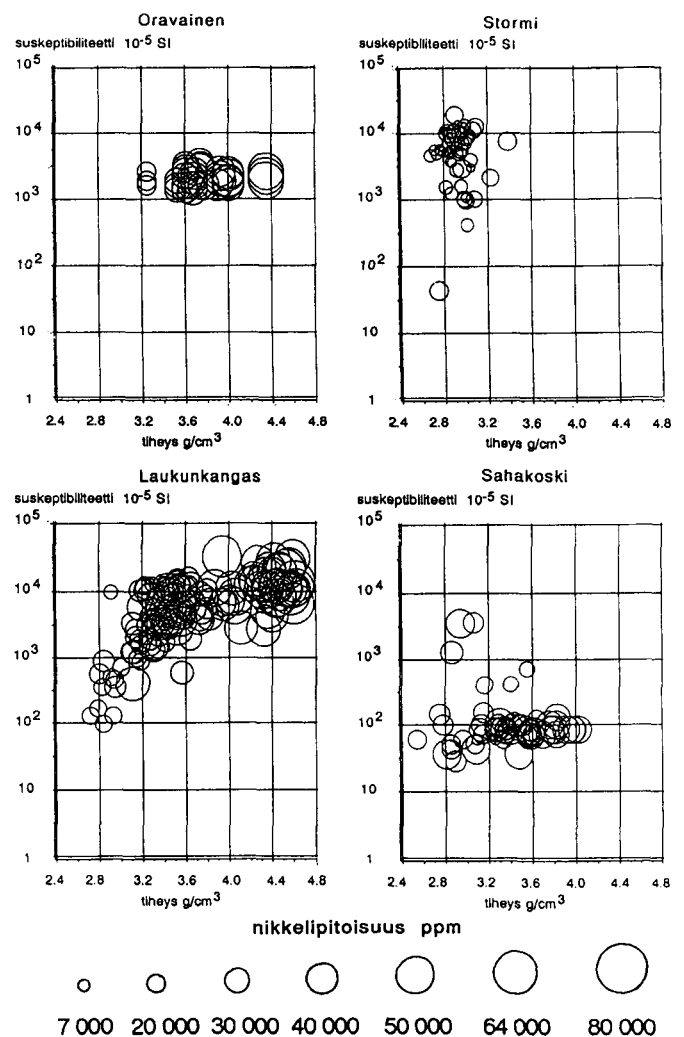 Oravainen
suskeptibiliteetti 10⁻⁵ SI
10⁵
10⁴
10³
10²
10
1
2.4 2.8 3.2 3.6 4.0 4.4 4.8
tiheys g/cm³
Stormi
suskeptibiliteetti 10⁻⁵ SI
10⁵
10⁴
10³
10²
10
1
2.4 2.8 3.2 3.6 4.0 4.4 4.8
tiheys g/cm³
Laukunkangas
suskeptibiliteetti 10⁻⁵ SI
10⁵
10⁴
10³
10²
10
1
2.4 2.8 3.2 3.6 4.0 4.4 4.8
tiheys g/cm³
Sahakoski
suskeptibiliteetti 10⁻⁵ SI
10⁵
10⁴
10³
10²
10
1
2.4 2.8 3.2 3.6 4.0 4.4 4.8
tiheys g/cm³
nikkelipitoisuus ppm
7 000 20 000 30 000 40 000 50 000 64 000 80 000